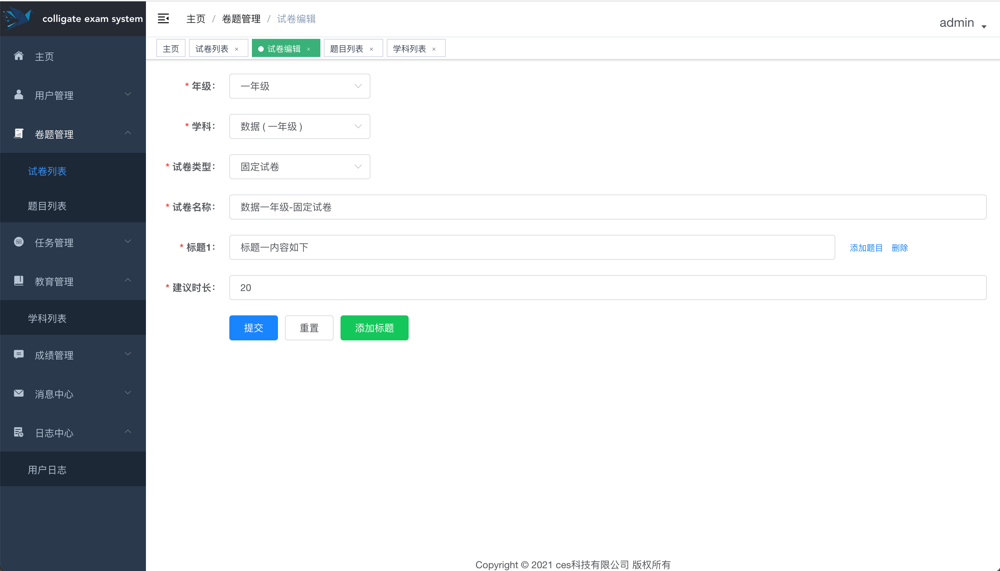 colligate exam system
主页 / 卷题管理 / 试卷编辑
admin
主页
试卷列表 ×
试卷编辑 ×
题目列表 ×
学科列表 ×
主页
用户管理
卷题管理
试卷列表
题目列表
任务管理
教育管理
学科列表
成绩管理
消息中心
日志中心
用户日志
* 年级：
一年级
* 学科：
数据 ( 一年级 )
* 试卷类型：
固定试卷
* 试卷名称：
数据一年级-固定试卷
* 标题1：
标题一内容如下
添加题目 删除
* 建议时长：
20
提交
重置
添加标题
Copyright © 2021 ces科技有限公司 版权所有